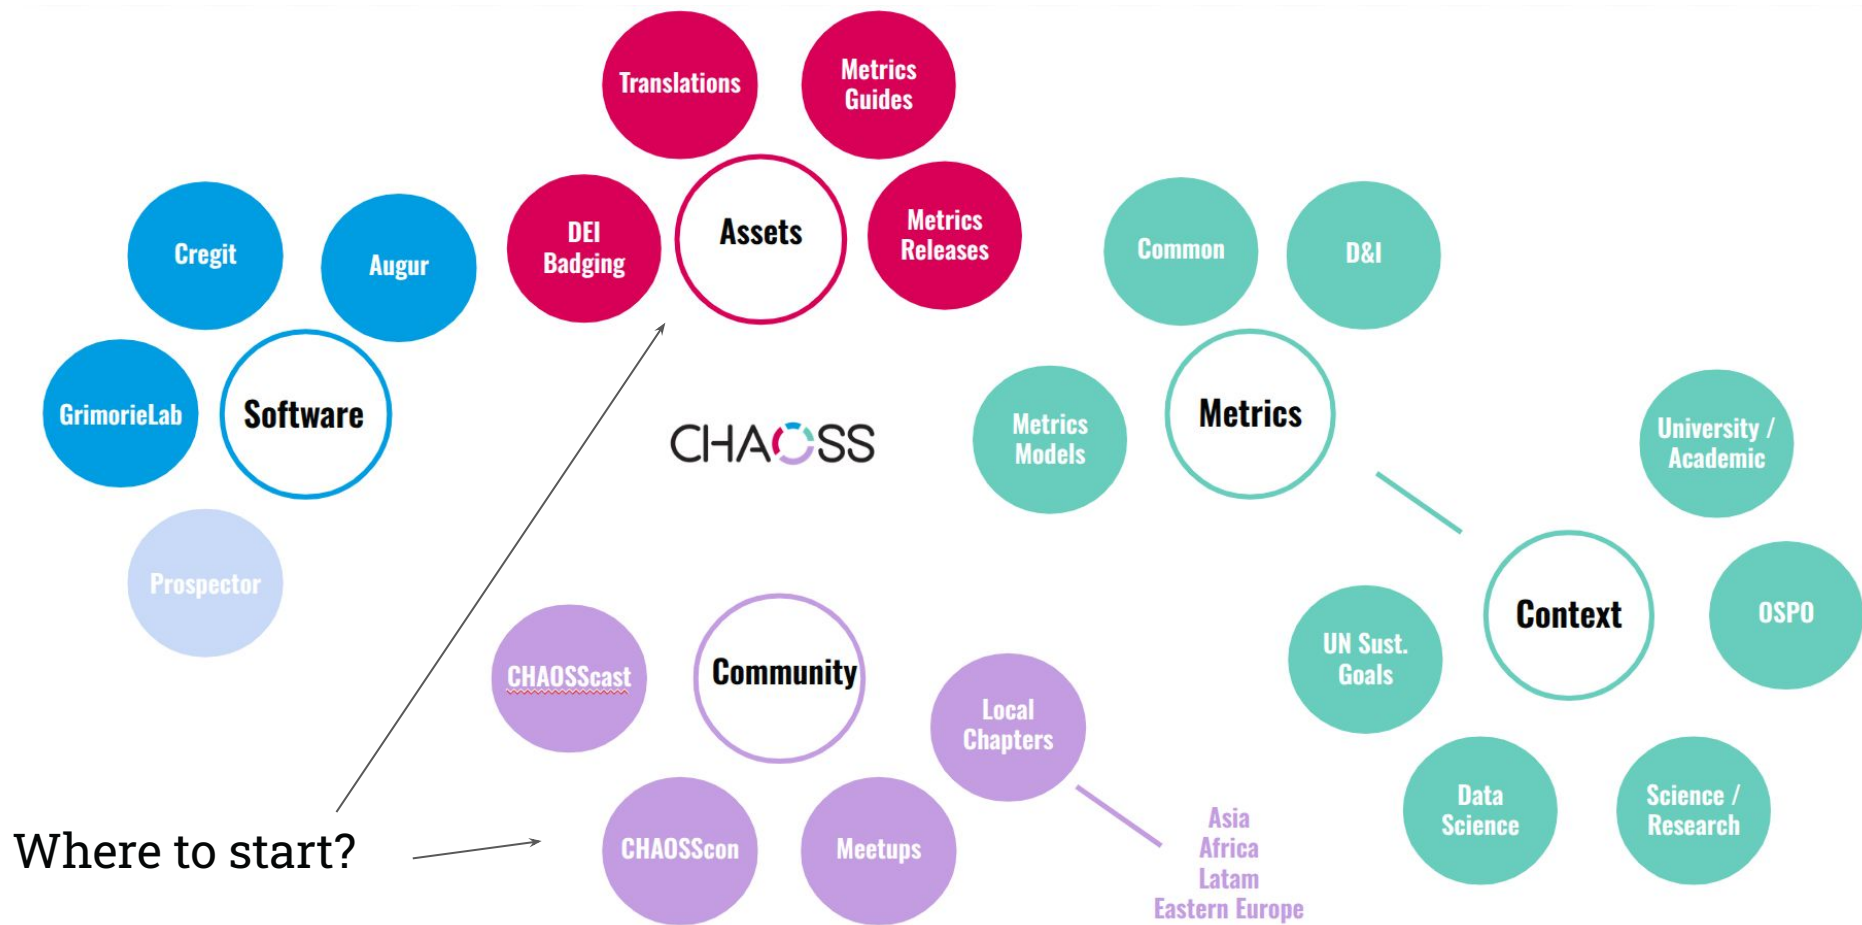 Translations
Metrics
Guides
DEI
Badging
Assets
Metrics
Releases
Cregit
Augur
GrimorieLab
Software
Prospector
Common
D&I
Metrics
Models
Metrics
CHAOSS
University /
Academic
Context
OSPO
UN Sust.
Goals
Data
Science
Science /
Research
CHAOSScast
Community
Local
Chapters
CHAOSScon
Meetups
Asia
Africa
Latam
Eastern Europe
Where to start?